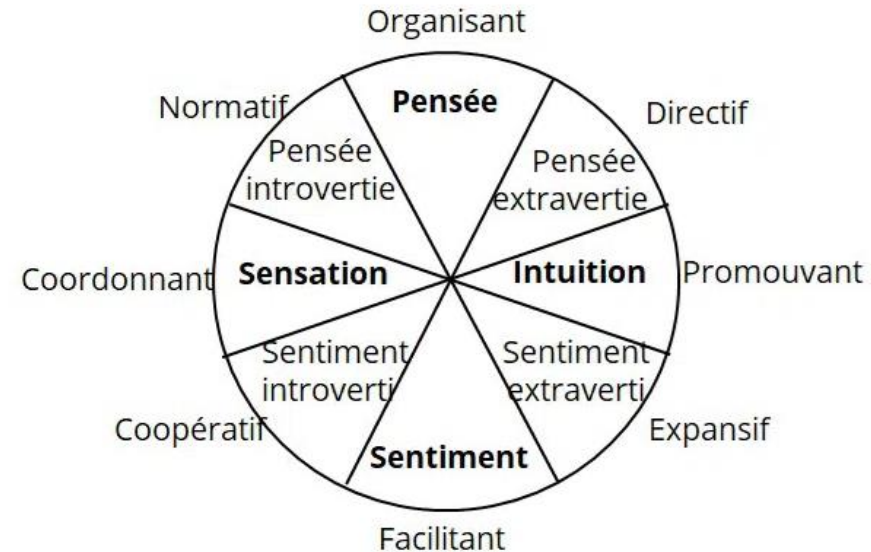 Organisant
Normatif
Pensée
Directif
Pensée
introvertie
Pensée
extravertie
Coordonnant
Sensation
Intuition
Promouvant
Sentiment
introverti
Sentiment
extraverti
Coopératif
Expansif
Sentiment
Facilitant